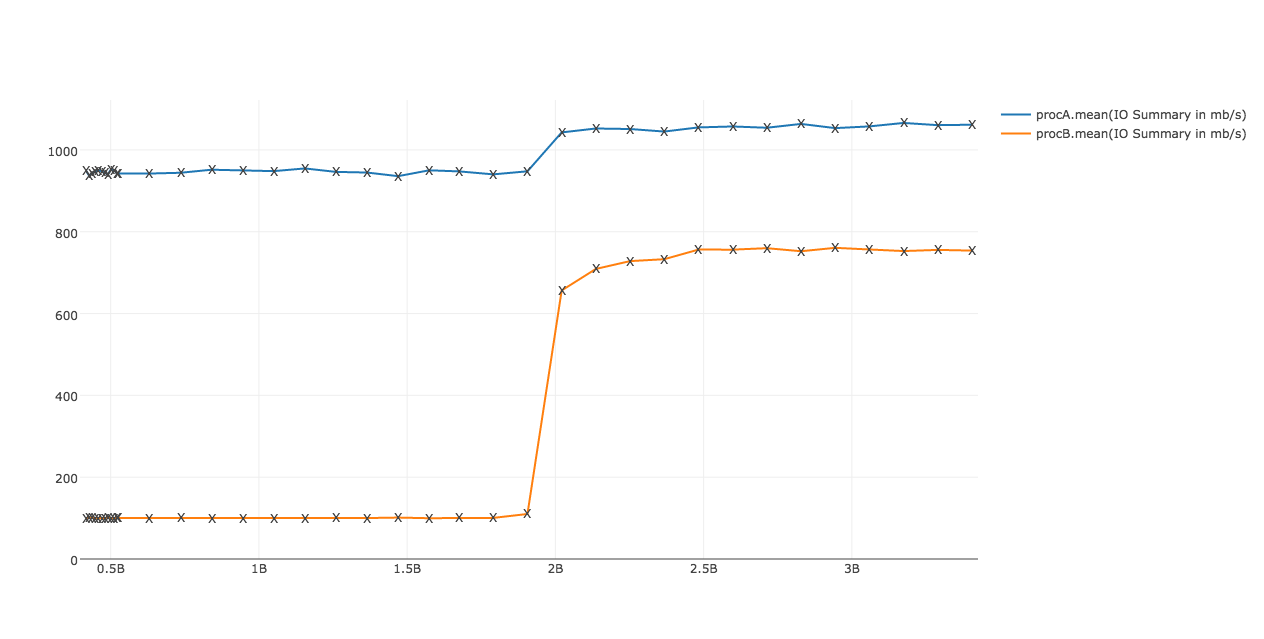 procA.mean(IO Summary in mb/s)
procB.mean(IO Summary in mb/s)
1000
800
600
400
200
0
0.5B
1B
1.5B
2B
2.5B
3B